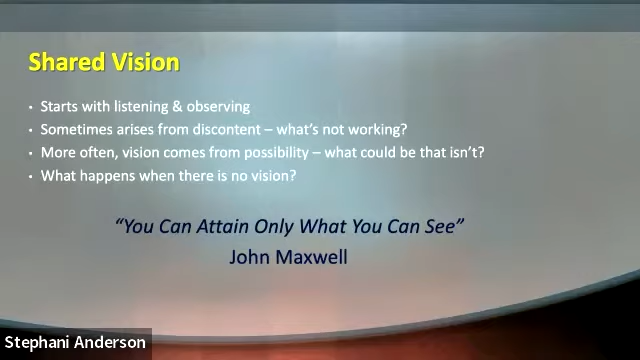 Shared Vision
• Starts with listening & observing
• Sometimes arises from discontent – what's not working?
• More often, vision comes from possibility – what could be that isn't?
• What happens when there is no vision?
“You Can Attain Only What You Can See”
John Maxwell
Stephani Anderson